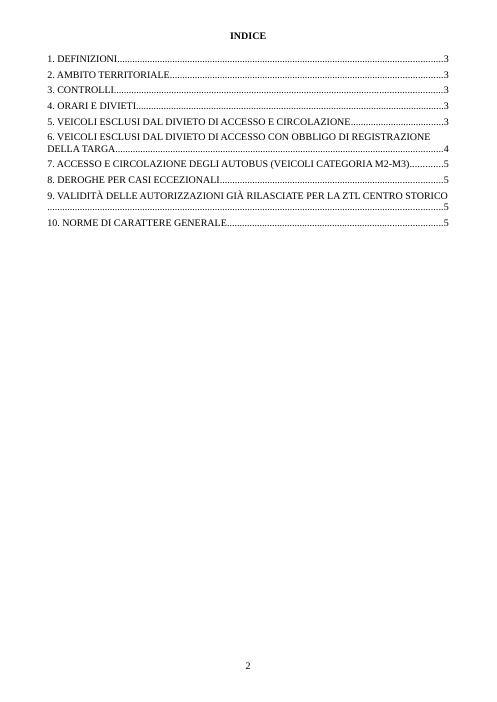 INDICE
1. DEFINIZIONI.................................................................................................................................3
2. AMBITO TERRITORIALE.............................................................................................................3
3. CONTROLLI..................................................................................................................................3
4. ORARI E DIVIETI..........................................................................................................................3
5. VEICOLI ESCLUSI DAL DIVIETO DI ACCESSO E CIRCOLAZIONE.....................................3
6. VEICOLI ESCLUSI DAL DIVIETO DI ACCESSO CON OBBLIGO DI REGISTRAZIONE
DELLA TARGA..................................................................................................................................4
7. ACCESSO E CIRCOLAZIONE DEGLI AUTOBUS (VEICOLI CATEGORIA M2-M3).............5
8. DEROGHE PER CASI ECCEZIONALI.........................................................................................5
9. VALIDITÀ DELLE AUTORIZZAZIONI GIÀ RILASCIATE PER LA ZTL CENTRO STORICO
..............................................................................................................................................................5
10. NORME DI CARATTERE GENERALE......................................................................................5
2